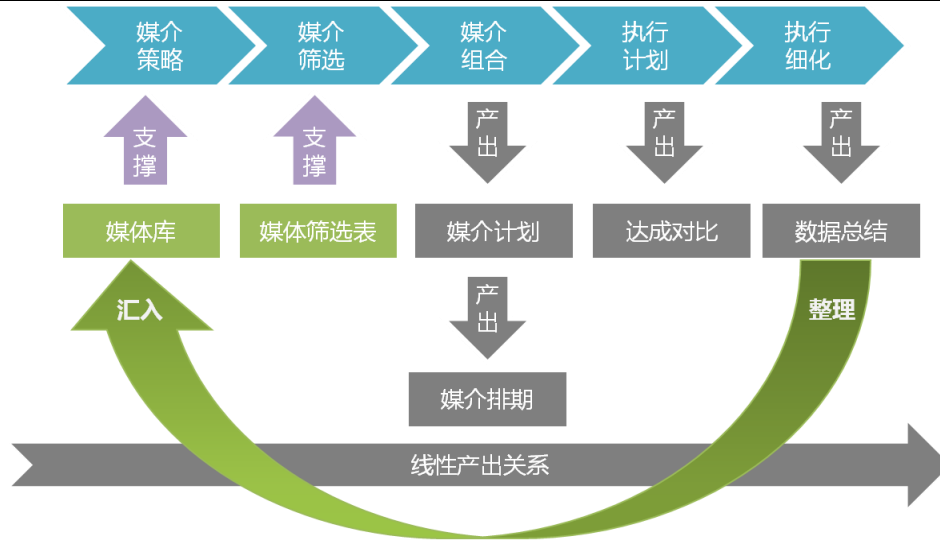 媒介
策略
媒介
筛选
媒介
组合
执行
计划
执行
细化
支
撑
支
撑
产
出
产
出
产
出
媒体库
媒体筛选表
媒介计划
达成对比
数据总结
汇入
产
出
整理
媒介排期
线性产出关系